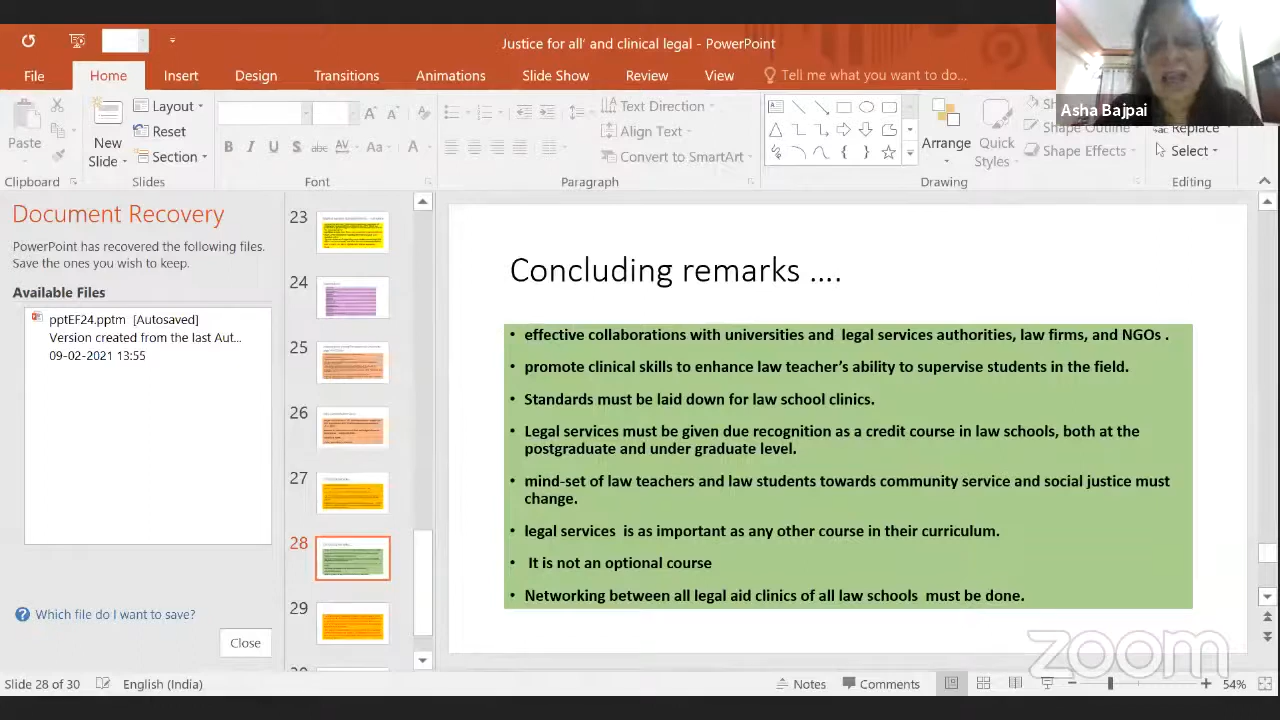 Justice for all' and clinical legal - PowerPoint
File
Home
Insert
Design
Transitions
Animations
Slide Show
Review
View
Tell me what you want to do...
Asha Bajpai
Paste
Clipboard
New
Slide
Layout
Reset
Section
Slides
B I U S abc AV Aa A
Font
Text Direction
Align Text
Convert to SmartArt
Paragraph
Arrange
Quick
Styles
Shape Outline
Shape Effects
Drawing
Replace
Select
Editing
Document Recovery
PowerPoint has recovered the following files.
Save the ones you wish to keep.
Available Files
pptEF24.pptm [Autosaved]
Version created from the last Aut...
03-02-2021 13:55
Which file do I want to save?
Close
23
24
25
26
27
28
29
Concluding remarks ....
• effective collaborations with universities and legal services authorities, law firms, and NGOs .
• promote clinical skills to enhance law teacher's ability to supervise students in the field.
• Standards must be laid down for law school clinics.
• Legal services must be given due recognition as a credit course in law schools, both at the
postgraduate and under graduate level.
• mind-set of law teachers and law students towards community service and social justice must
change.
• legal services is as important as any other course in their curriculum.
• It is not an optional course
• Networking between all legal aid clinics of all law schools must be done.
zoom
Slide 28 of 30
English (India)
Notes
Comments
54%